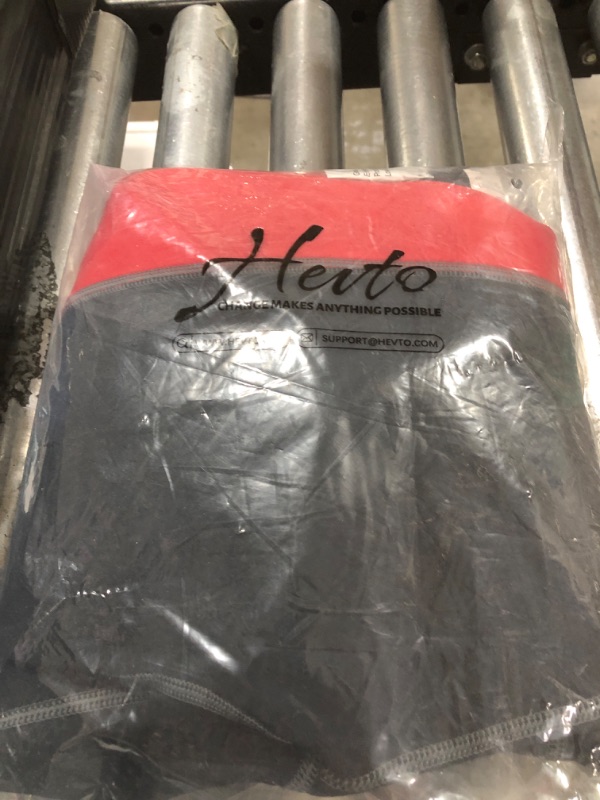 Hevto
CHANGE MAKES ANYTHING POSSIBLE
SUPPORT@HEVTO.COM